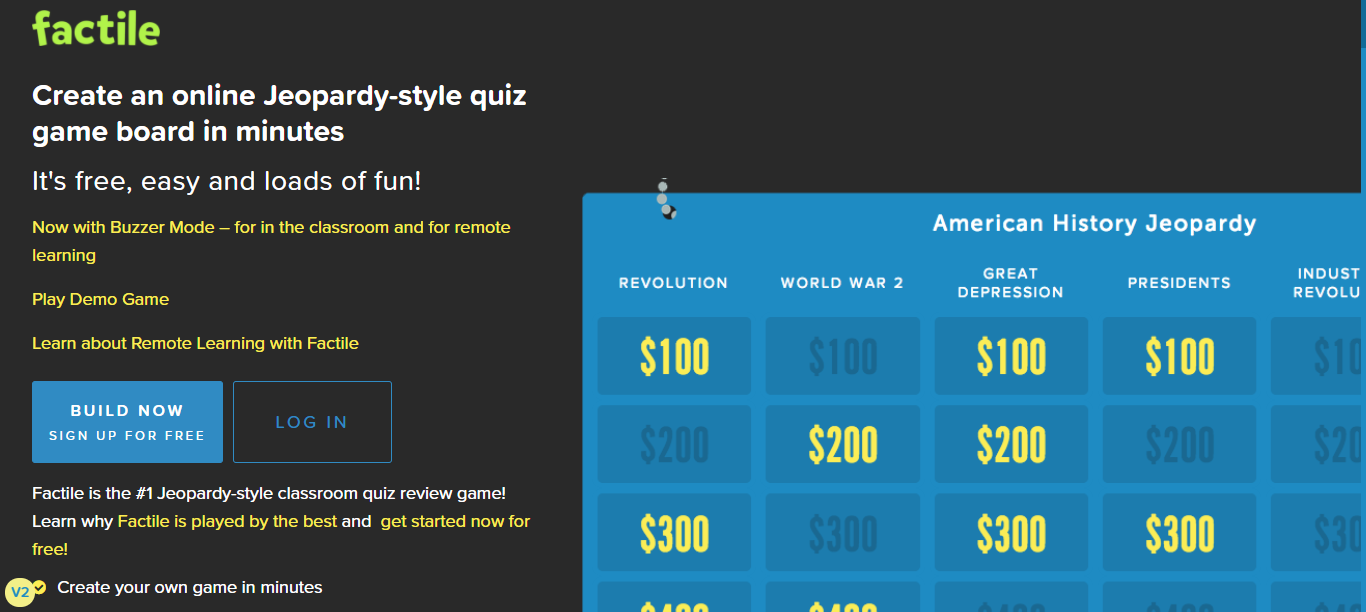 factile
Create an online Jeopardy-style quiz
game board in minutes
It's free, easy and loads of fun!
Now with Buzzer Mode – for in the classroom and for remote
learning
Play Demo Game
Learn about Remote Learning with Factile
BUILD NOW
SIGN UP FOR FREE
LOG IN
Factile is the #1 Jeopardy-style classroom quiz review game!
Learn why Factile is played by the best and get started now for
free!
V2
Create your own game in minutes
American History Jeopardy
REVOLUTION
WORLD WAR 2
GREAT
DEPRESSION
PRESIDENTS
INDUST
REVOLU
$100 $100 $100 $100 $10
$200 $200 $200 $200 $20
$300 $300 $300 $300 $30
$400 $400 $400 $400 $40